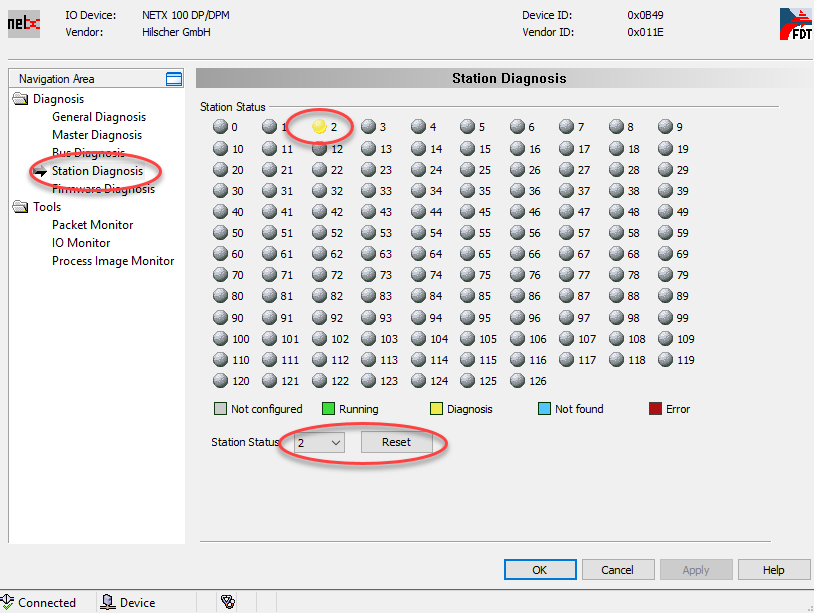 netx IO Device: NETX 100 DP/DPM Device ID: 0x0B49 FDT
Vendor: Hilscher GmbH Vendor ID: 0x011E
Navigation Area
Diagnosis
General Diagnosis
Master Diagnosis
Bus Diagnosis
Station Diagnosis
Firmware Diagnosis
Tools
Packet Monitor
IO Monitor
Process Image Monitor
Station Diagnosis
Station Status
0 1 2 3 4 5 6 7 8 9
10 11 12 13 14 15 16 17 18 19
20 21 22 23 24 25 26 27 28 29
30 31 32 33 34 35 36 37 38 39
40 41 42 43 44 45 46 47 48 49
50 51 52 53 54 55 56 57 58 59
60 61 62 63 64 65 66 67 68 69
70 71 72 73 74 75 76 77 78 79
80 81 82 83 84 85 86 87 88 89
90 91 92 93 94 95 96 97 98 99
100 101 102 103 104 105 106 107 108 109
110 111 112 113 114 115 116 117 118 119
120 121 122 123 124 125 126
Not configured Running Diagnosis Not found Error
Station Status 2 Reset
OK Cancel Apply Help
Connected Device